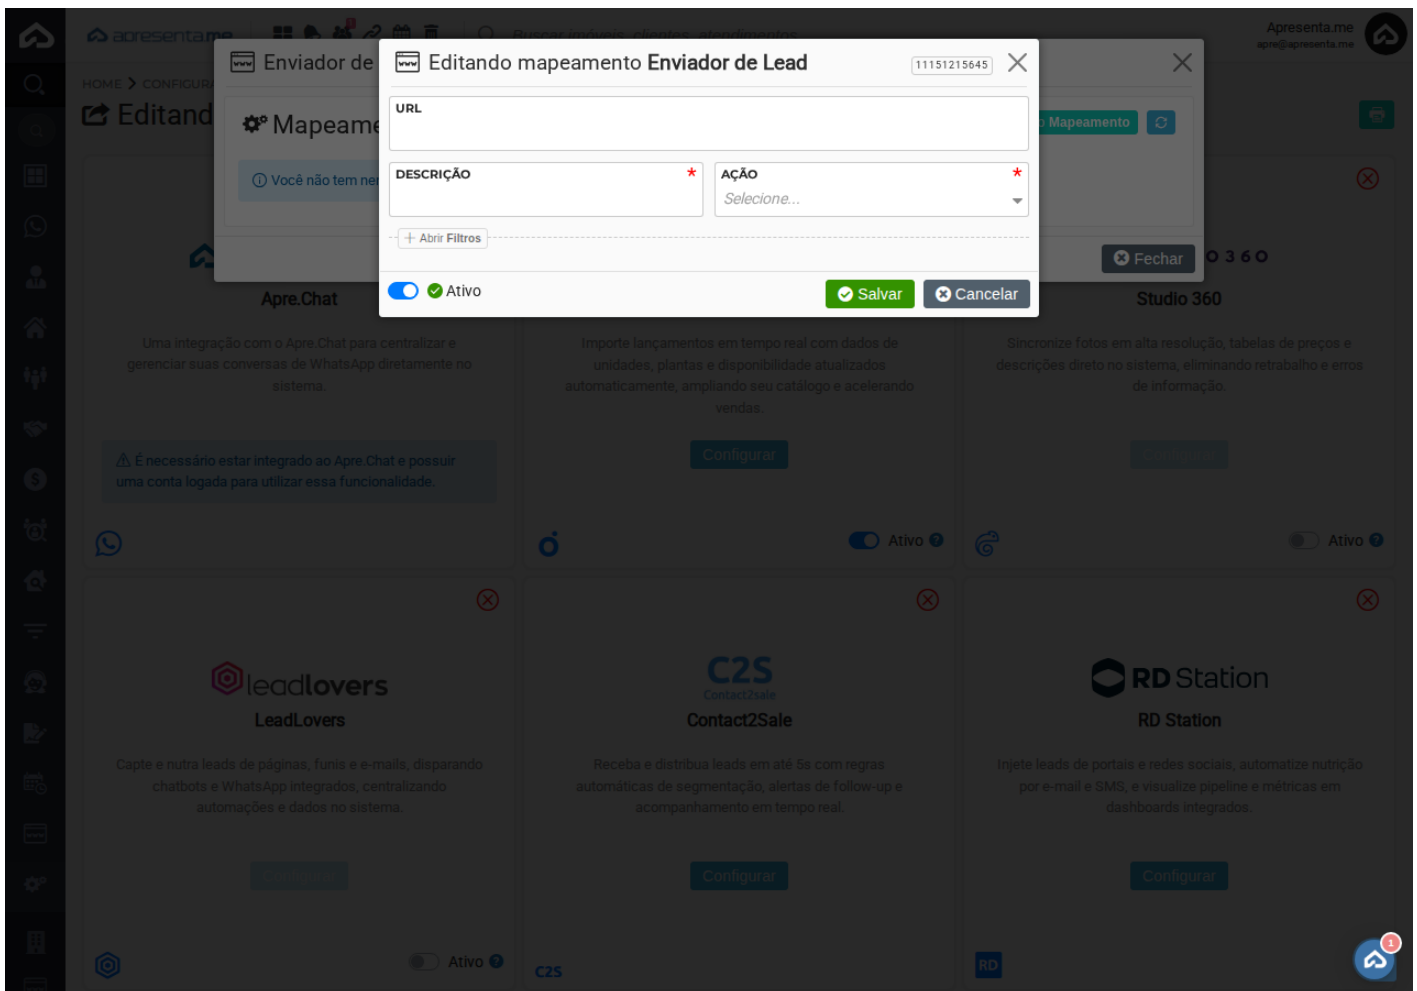 apresenta.me
Buscar imóveis, clientes, atendimentos
Apresenta.me
apre@apresenta.me
HOME
CONFIGURA
Editand
Enviador de
Mapeame
o Mapeamento
Você não tem ner
Fechar
Editando mapeamento Enviador de Lead
11151215645
URL
DESCRIÇÃO *
AÇÃO *
Selecione...
Abrir Filtros
Ativo
Salvar
Cancelar
O 3 6 O
Apre.Chat
Uma integração com o Apre.Chat para centralizar e
gerenciar suas conversas de WhatsApp diretamente no
sistema.
É necessário estar integrado ao Apre.Chat e possuir
uma conta logada para utilizar essa funcionalidade.
Importe lançamentos em tempo real com dados de
unidades, plantas e disponibilidade atualizados
automaticamente, ampliando seu catálogo e acelerando
vendas.
Configurar
Ativo
Studio 360
Sincronize fotos em alta resolução, tabelas de preços e
descrições direto no sistema, eliminando retrabalho e erros
de informação.
Configurar
Ativo
leadlovers
LeadLovers
Capte e nutra leads de páginas, funis e e-mails, disparando
chatbots e WhatsApp integrados, centralizando
automações e dados no sistema.
Configurar
Ativo
C2S
Contact2sale
Contact2Sale
Receba e distribua leads em até 5s com regras
automáticas de segmentação, alertas de follow-up e
acompanhamento em tempo real.
Configurar
C2S
RD Station
RD Station
Injete leads de portais e redes sociais, automatize nutrição
por e-mail e SMS, e visualize pipeline e métricas em
dashboards integrados.
Configurar
RD
1